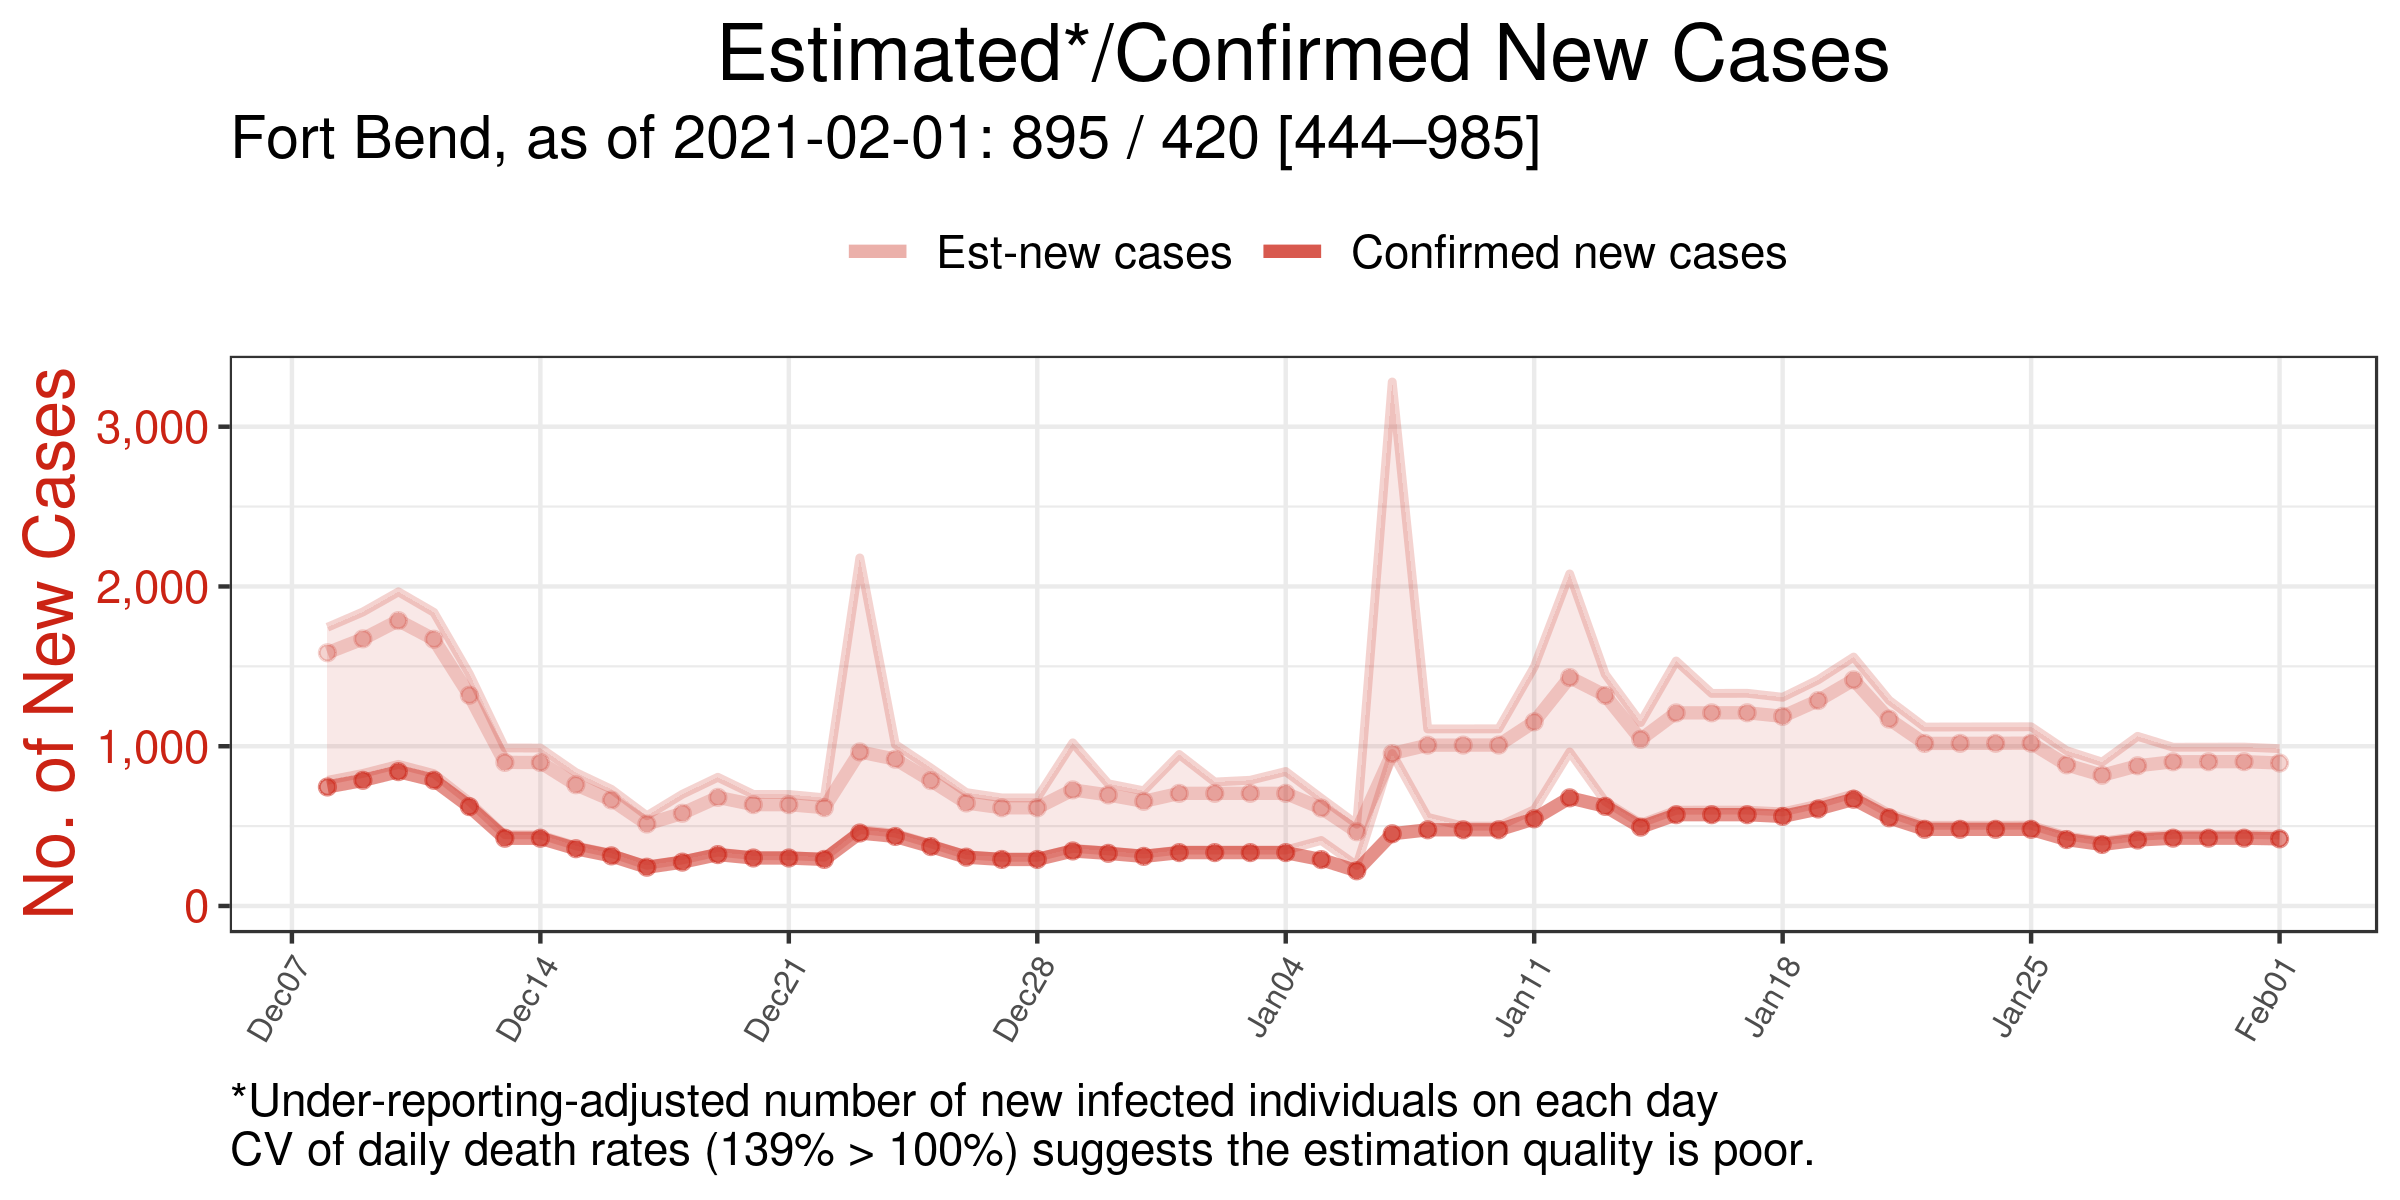 Estimated*/Confirmed New Cases
Fort Bend, as of 2021-02-01: 895 / 420 [444–985]
Est-new cases
Confirmed new cases
No. of New Cases
3,000
2,000
1,000
0
Dec07
Dec14
Dec21
Dec28
Jan04
Jan11
Jan18
Jan25
Feb01
*Under-reporting-adjusted number of new infected individuals on each day
CV of daily death rates (139% > 100%) suggests the estimation quality is poor.